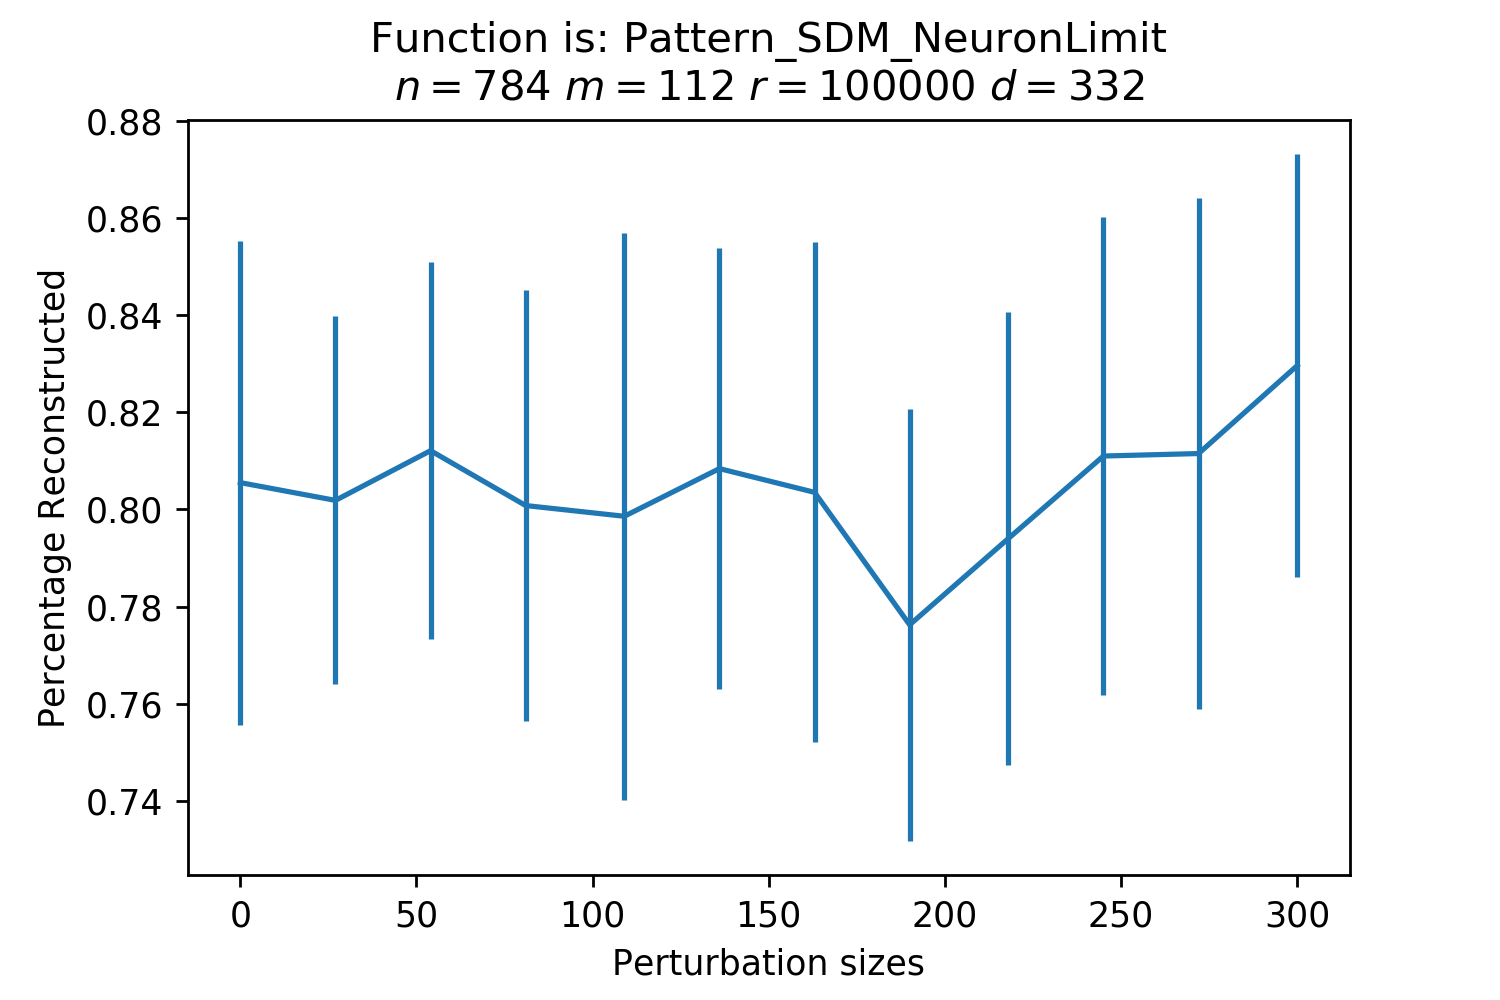 Function is: Pattern_SDM_NeuronLimit
n = 784 m = 112 r = 100000 d = 332
0.88
0.86
0.84
0.82
0.80
0.78
0.76
0.74
Percentage Reconstructed
0 50 100 150 200 250 300
Perturbation sizes